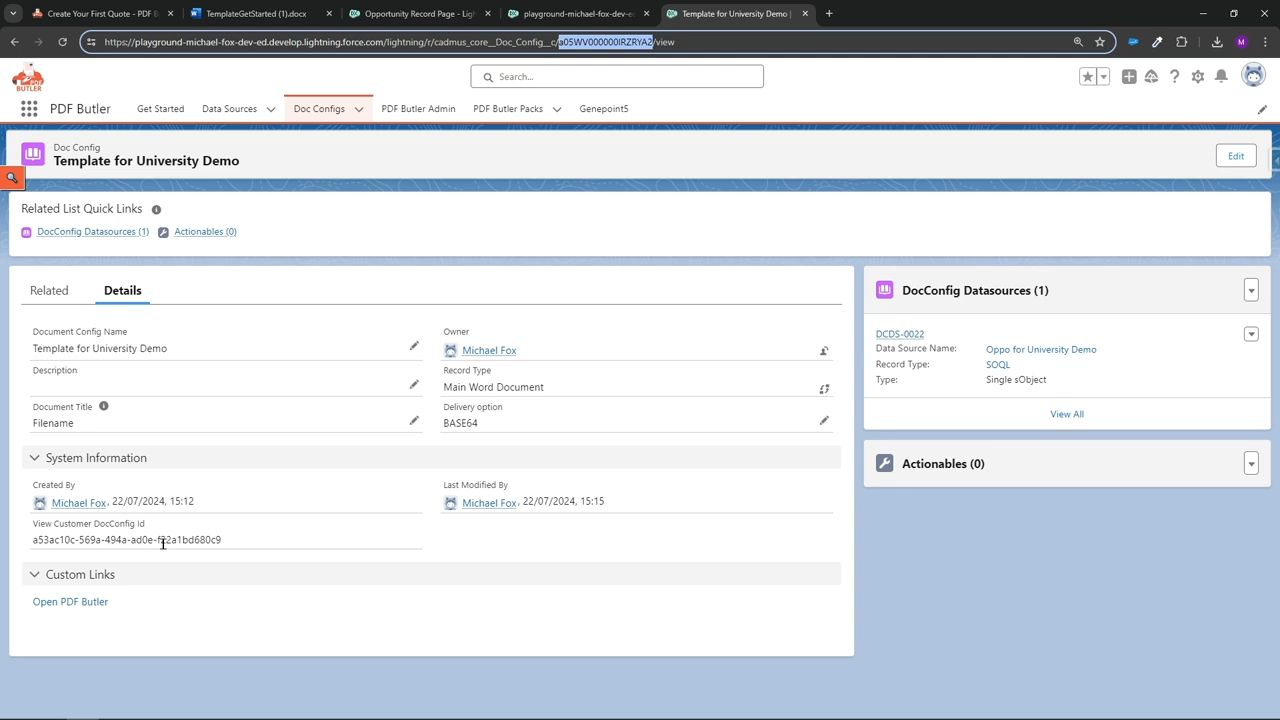 Create Your First Quote - PDF B
TemplateGetStarted (1).docx
Opportunity Record Page - Ligh
playground-michael-fox-dev-ed
Template for University Demo |
https://playground-michael-fox-dev-ed.develop.lightning.force.com/lightning/r/cadmus_core__Doc_Config__c/a05WV000000IRZRYA2/view
PDF BUTLER
Search...
PDF Butler
Get Started
Data Sources
Doc Configs
PDF Butler Admin
PDF Butler Packs
Genepoint5
Doc Config
Template for University Demo
Edit
Related List Quick Links
DocConfig Datasources (1)
Actionables (0)
Related
Details
Document Config Name
Template for University Demo
Owner
Michael Fox
Description
Record Type
Main Word Document
Document Title
Filename
Delivery option
BASE64
System Information
Created By
Michael Fox, 22/07/2024, 15:12
Last Modified By
Michael Fox, 22/07/2024, 15:15
View Customer DocConfig Id
Custom Links
Open PDF Butler
DocConfig Datasources (1)
DCDS-0022
Data Source Name: Oppo for University Demo
Record Type: SOQL
Type: Single sObject
View All
Actionables (0)